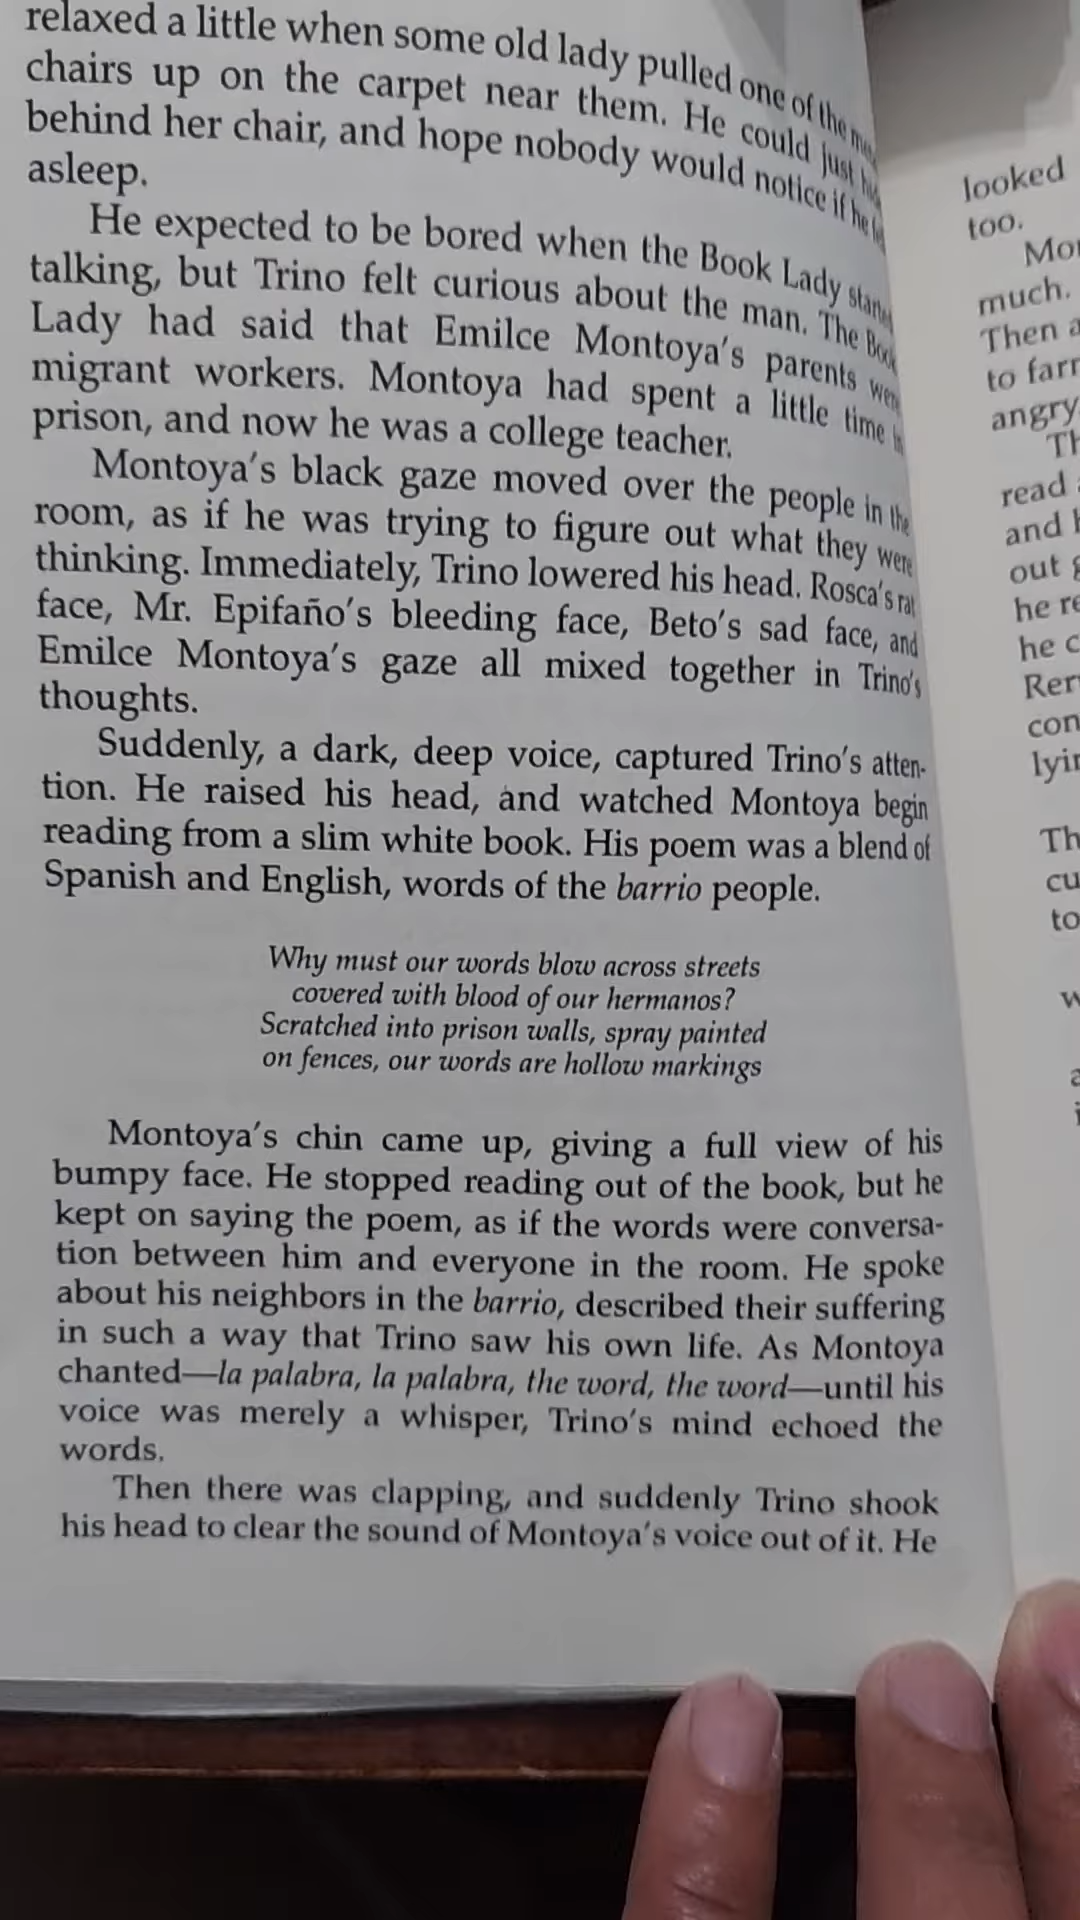 relaxed a little when some old lady pulled one of the
chairs up on the carpet near them. He could just
behind her chair, and hope nobody would notice if he
asleep.
He expected to be bored when the Book Lady started
talking, but Trino felt curious about the man. The Book
Lady had said that Emilce Montoya's parents were
migrant workers. Montoya had spent a little time in
prison, and now he was a college teacher.
Montoya's black gaze moved over the people in the
room, as if he was trying to figure out what they were
thinking. Immediately, Trino lowered his head. Rosca's rat
face, Mr. Epifaño's bleeding face, Beto's sad face, and
Emilce Montoya's gaze all mixed together in Trino's
thoughts.
Suddenly, a dark, deep voice, captured Trino's atten-
tion. He raised his head, and watched Montoya begin
reading from a slim white book. His poem was a blend of
Spanish and English, words of the barrio people.
Why must our words blow across streets
covered with blood of our hermanos?
Scratched into prison walls, spray painted
on fences, our words are hollow markings
Montoya's chin came up, giving a full view of his
bumpy face. He stopped reading out of the book, but he
kept on saying the poem, as if the words were conversa-
tion between him and everyone in the room. He spoke
about his neighbors in the barrio, described their suffering
in such a way that Trino saw his own life. As Montoya
chanted—la palabra, la palabra, the word, the word—until his
voice was merely a whisper, Trino's mind echoed the
words.
Then there was clapping, and suddenly Trino shook
his head to clear the sound of Montoya's voice out of it. He
looked
too.
much.
Then
to
angry,
read
and
out
he
he
lyin
to